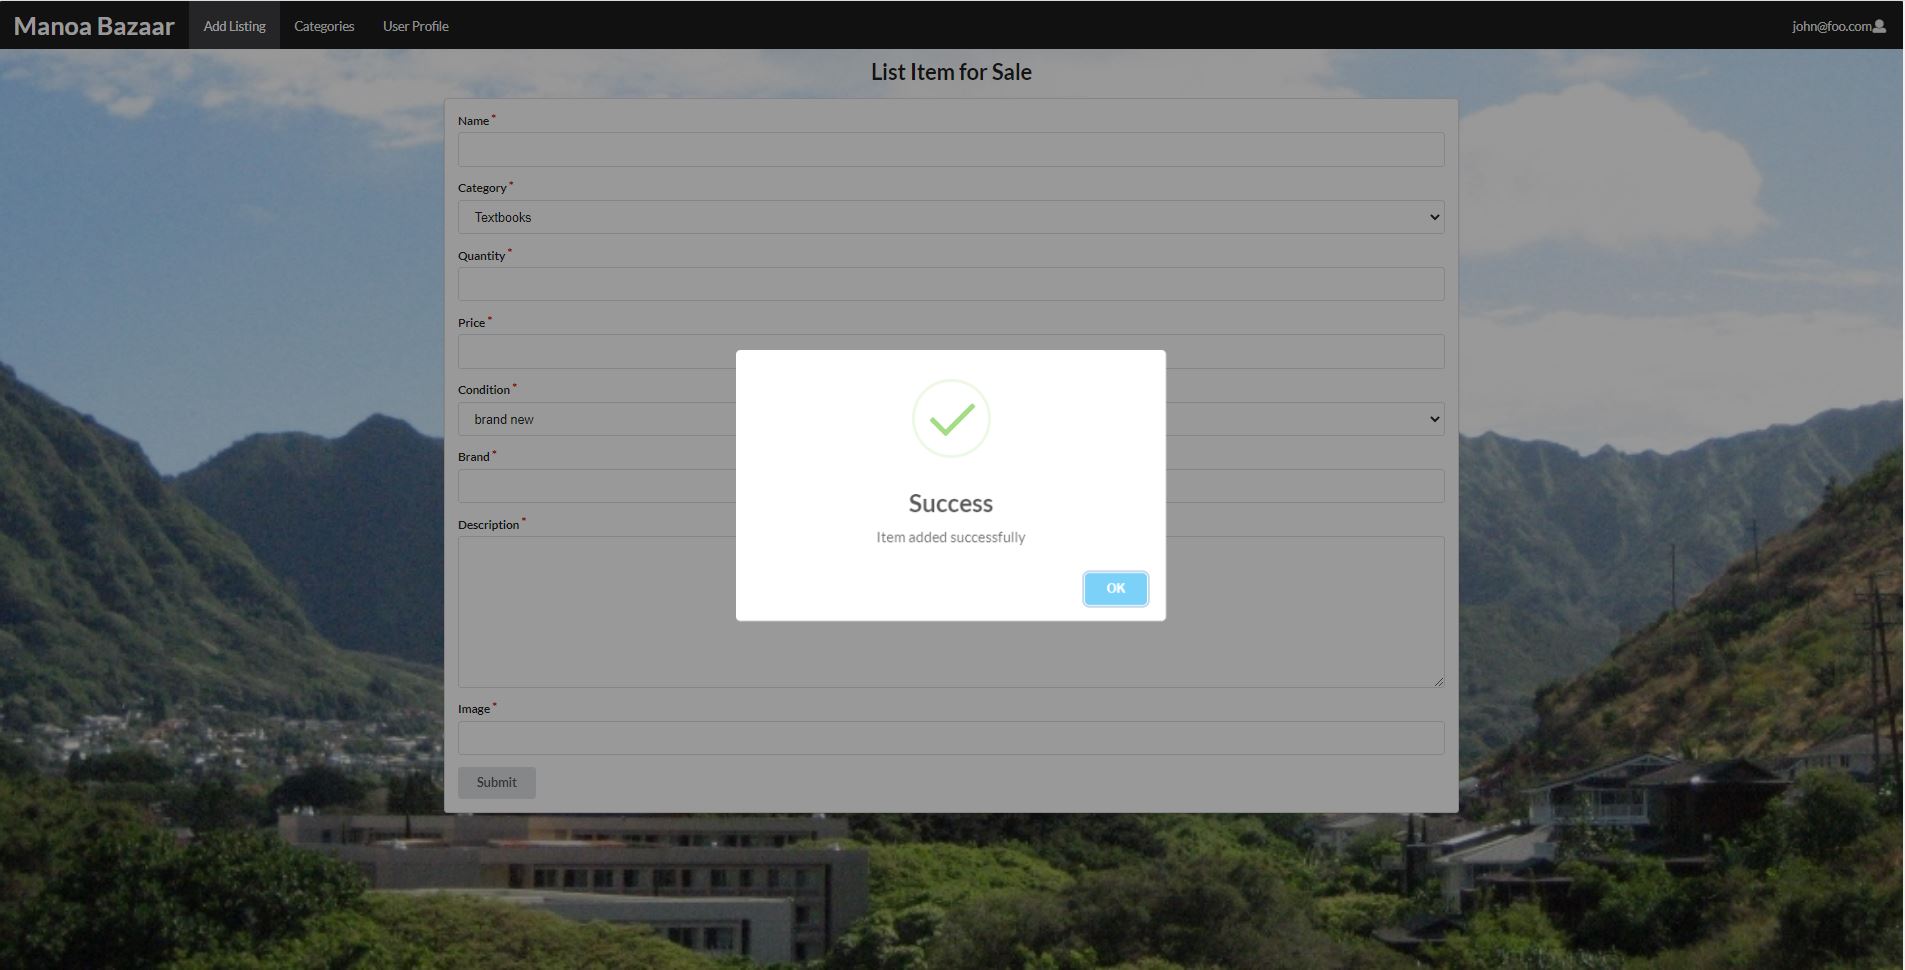 Manoa Bazaar Add Listing Categories User Profile john@foo.com
List Item for Sale
Name *
Category *
Textbooks
Quantity *
Price *
Condition *
brand new
Brand *
Description *
Image *
Submit
Success
Item added successfully
OK